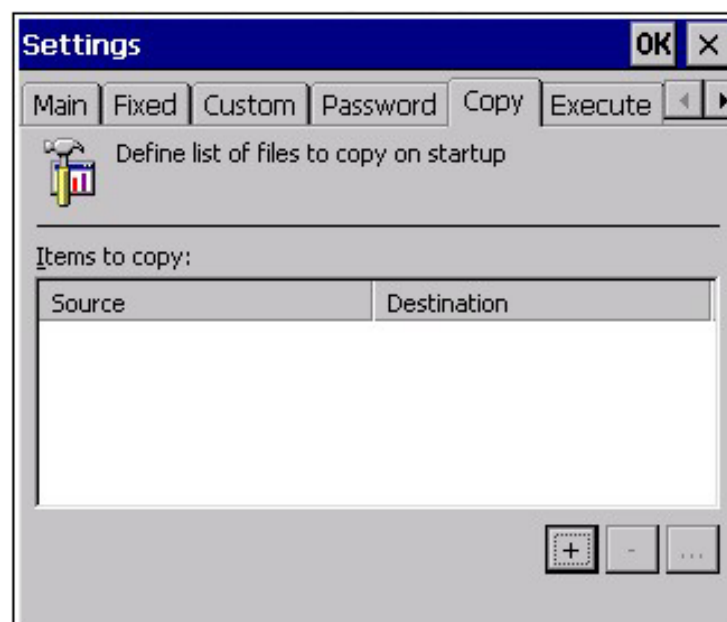 Settings OK ×
Main Fixed Custom Password Copy Execute
Define list of files to copy on startup
Items to copy:
Source Destination
+ - ...